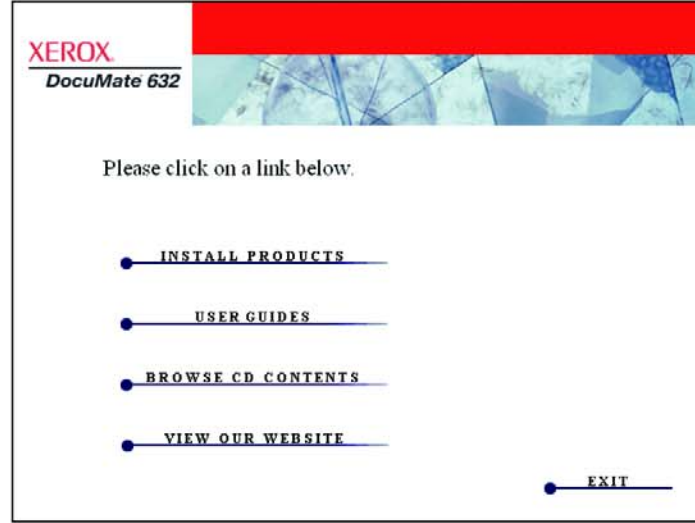 XEROX.
DocuMate 632
Please click on a link below.
INSTALL PRODUCTS
USER GUIDES
BROWSE CD CONTENTS
VIEW OUR WEBSITE
EXIT